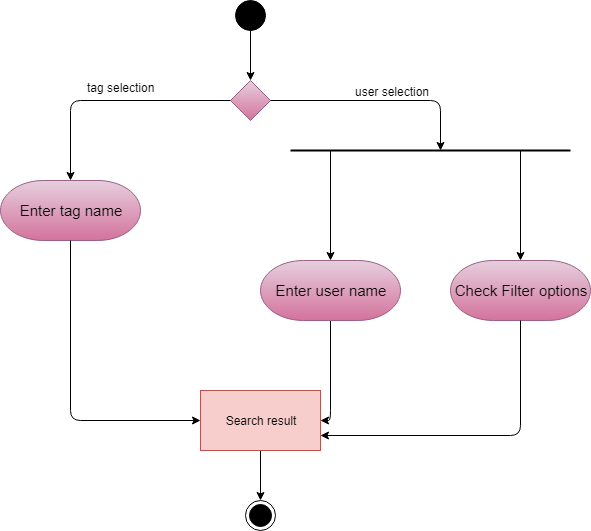 tag selection
user selection
Enter tag name
Enter user name
Check Filter options
Search result